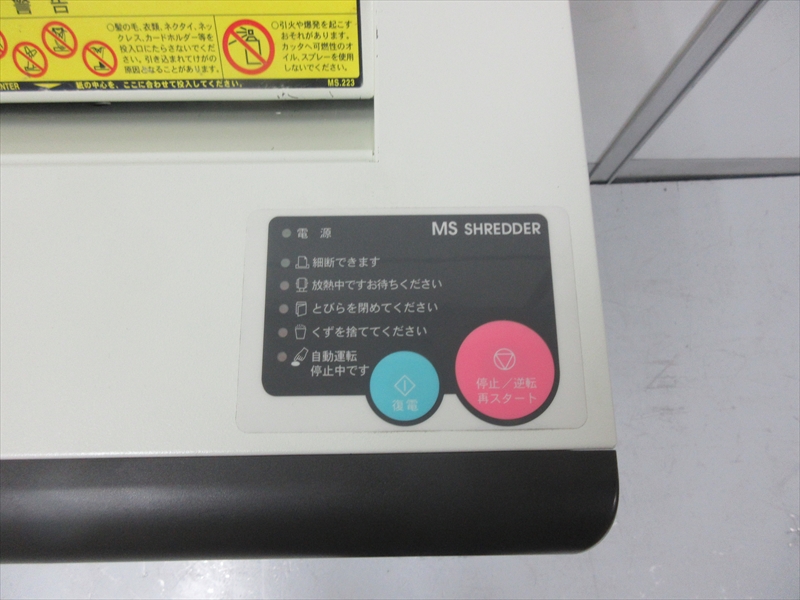 警告
○髪の毛、衣類、ネクタイ、ネッ
クレス、カードホルダー等を
投入口にたらさないでくだ
さい。引き込まれてけがの
原因となることがあります。
○引火や爆発を起こす
おそれがあります。
カッタへ可燃性のオ
イル、スプレーを使用
しないでください。
ENTER 紙の中心を、ここに合わせて投入してください。 MS.223
電源 MS SHREDDER
細断できます
放熱中ですお待ちください
とびらを閉めてください
くずを捨ててください
自動運転
停止中です
復電
停止／逆転
再スタート